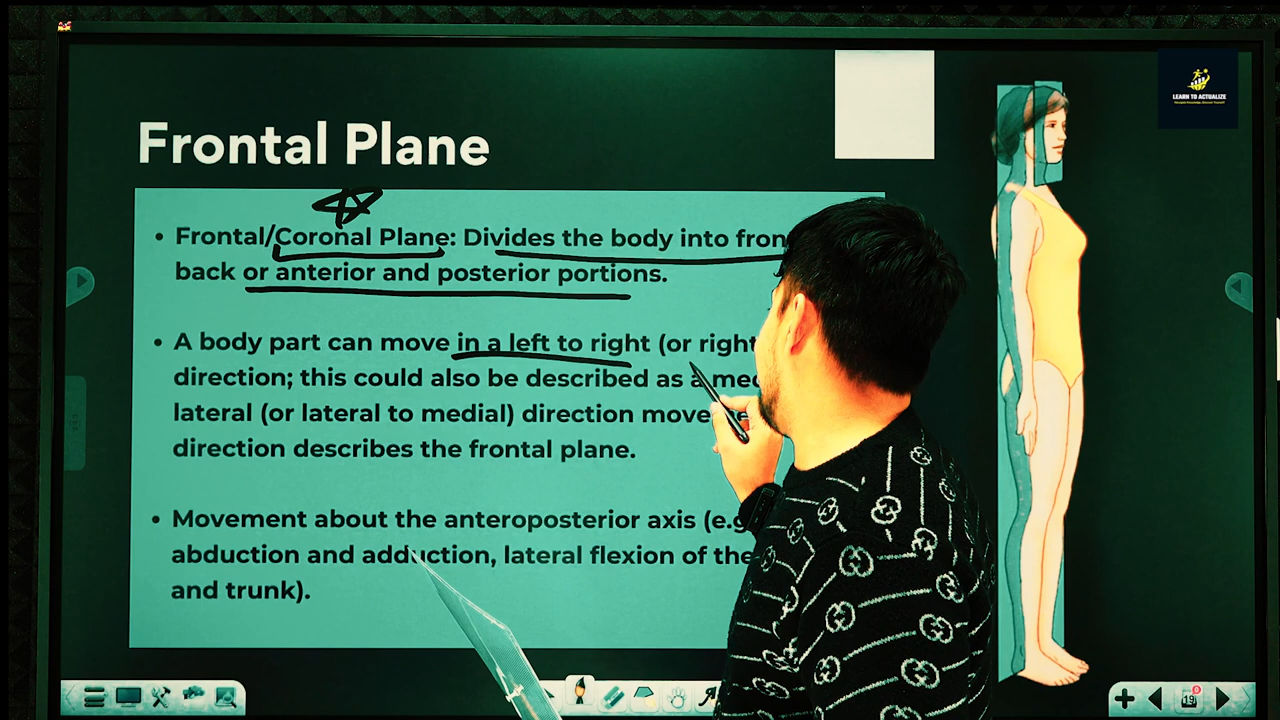 LEARN TO ACTUALIZE
Frontal Plane
• Frontal/Coronal Plane: Divides the body into
back or anterior and posterior portions.
• A body part can move in a left to right (or right
direction; this could also be described as a
lateral (or lateral to medial) direction
direction describes the frontal plane.
• Movement about the anteroposterior axis (e.g
abduction and adduction, lateral flexion of the
and trunk).
19